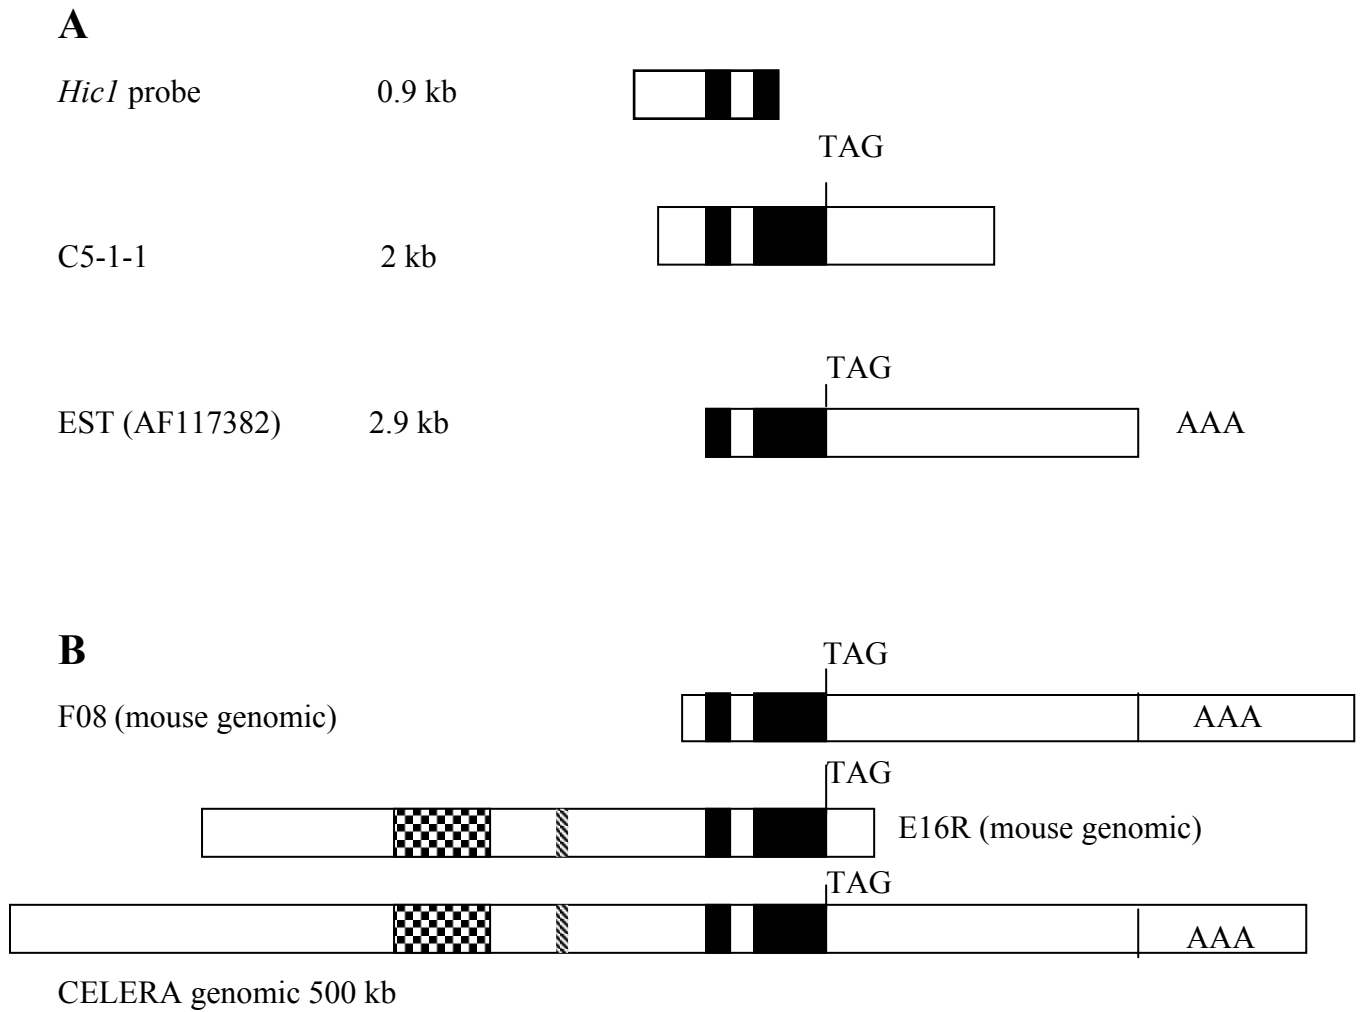 A
Hic1 probe 0.9 kb
TAG
C5-1-1 2 kb
TAG
EST (AF117382) 2.9 kb AAA
B
TAG
F08 (mouse genomic) AAA
TAG
E16R (mouse genomic)
TAG
AAA
CELERA genomic 500 kb